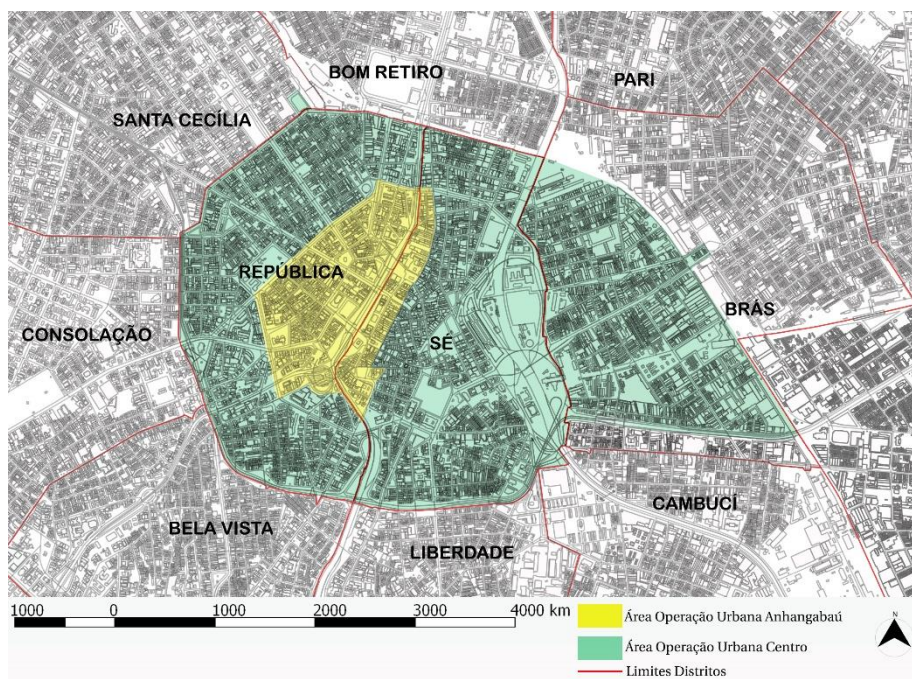 BOM RETIRO
PARI
SANTA CECÍLIA
REPÚBLICA
CONSOLAÇÃO
BRÁS
SÉ
CAMBUCÍ
BELA VISTA
LIBERDADE
1000 0 1000 2000 3000 4000 km
N
Área Operação Urbana Anhangabaú
Área Operação Urbana Centro
Limites Distritos